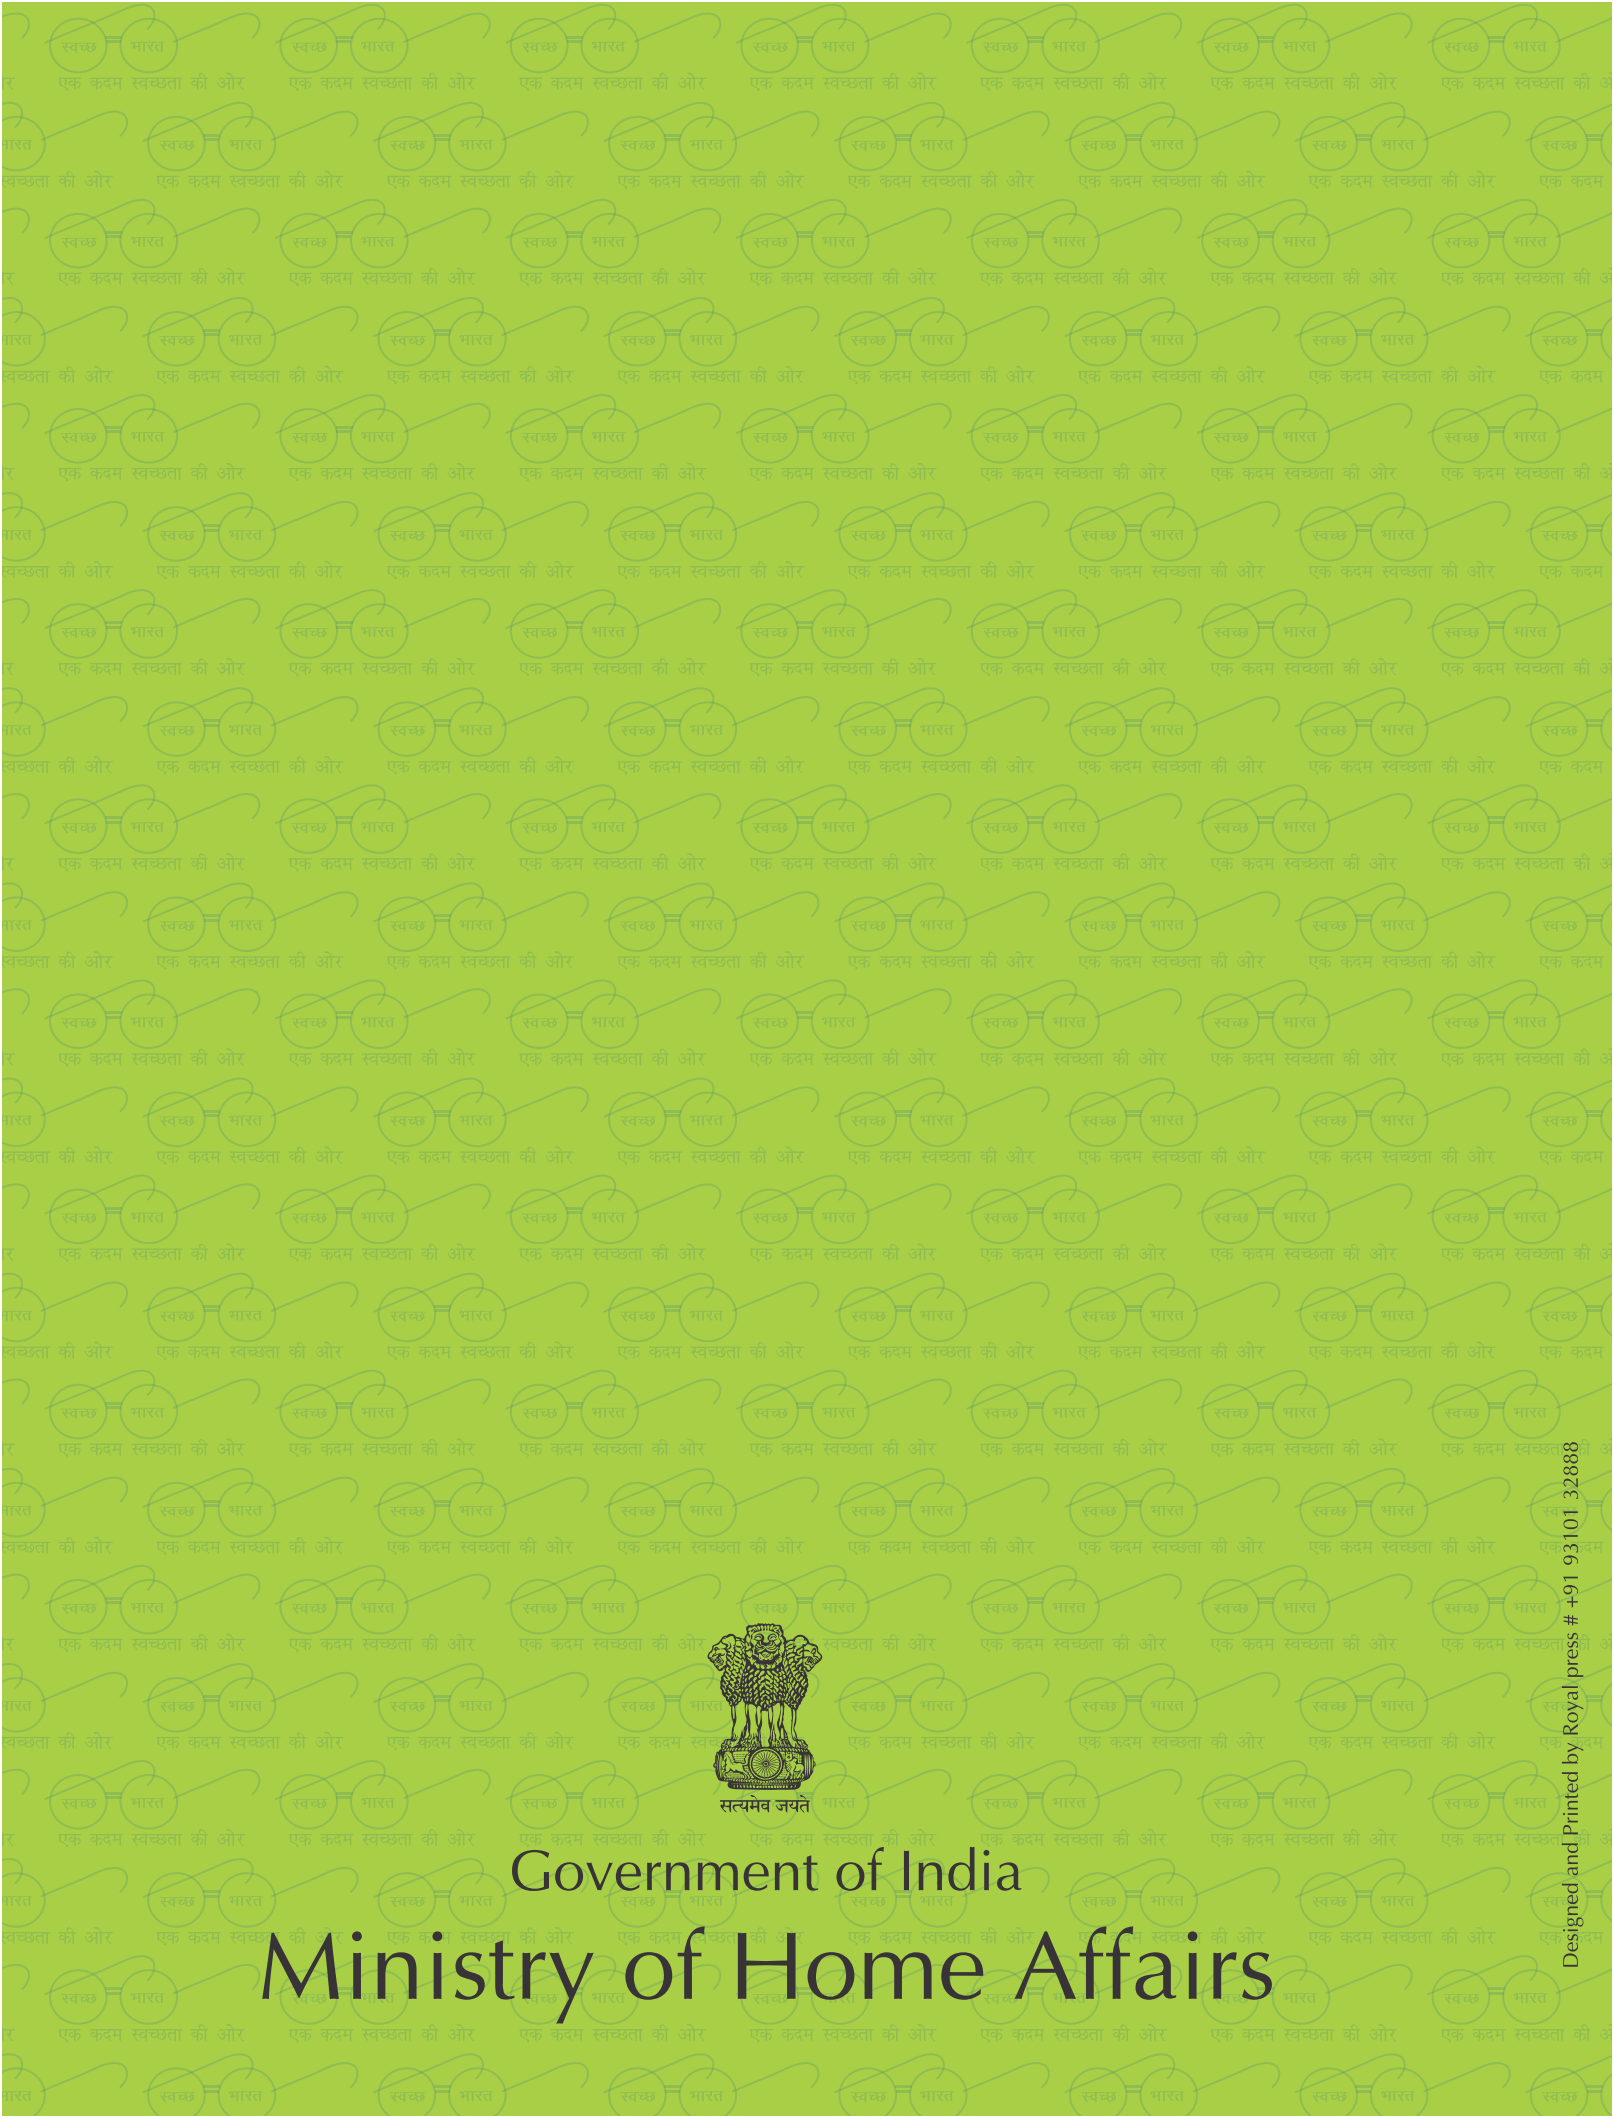 स्वच्छ भारत
एक कदम स्वच्छता की ओर
सत्यमेव जयते
Government of India
Ministry of Home Affairs
Designed and Printed by Royal press # +91 93101 32888